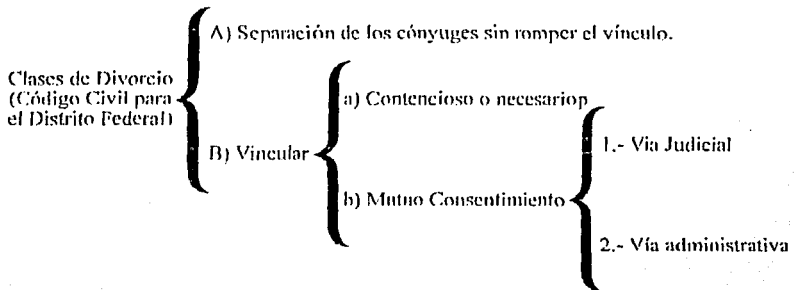 A) Separación de los cónyuges sin romper el vínculo.
Clases de Divorcio
(Código Civil para
el Distrito Federal)
a) Contencioso o necesariop
B) Vincular
1.- Via Judicial
b) Mutuo Consentimiento
2.- Vía administrativa